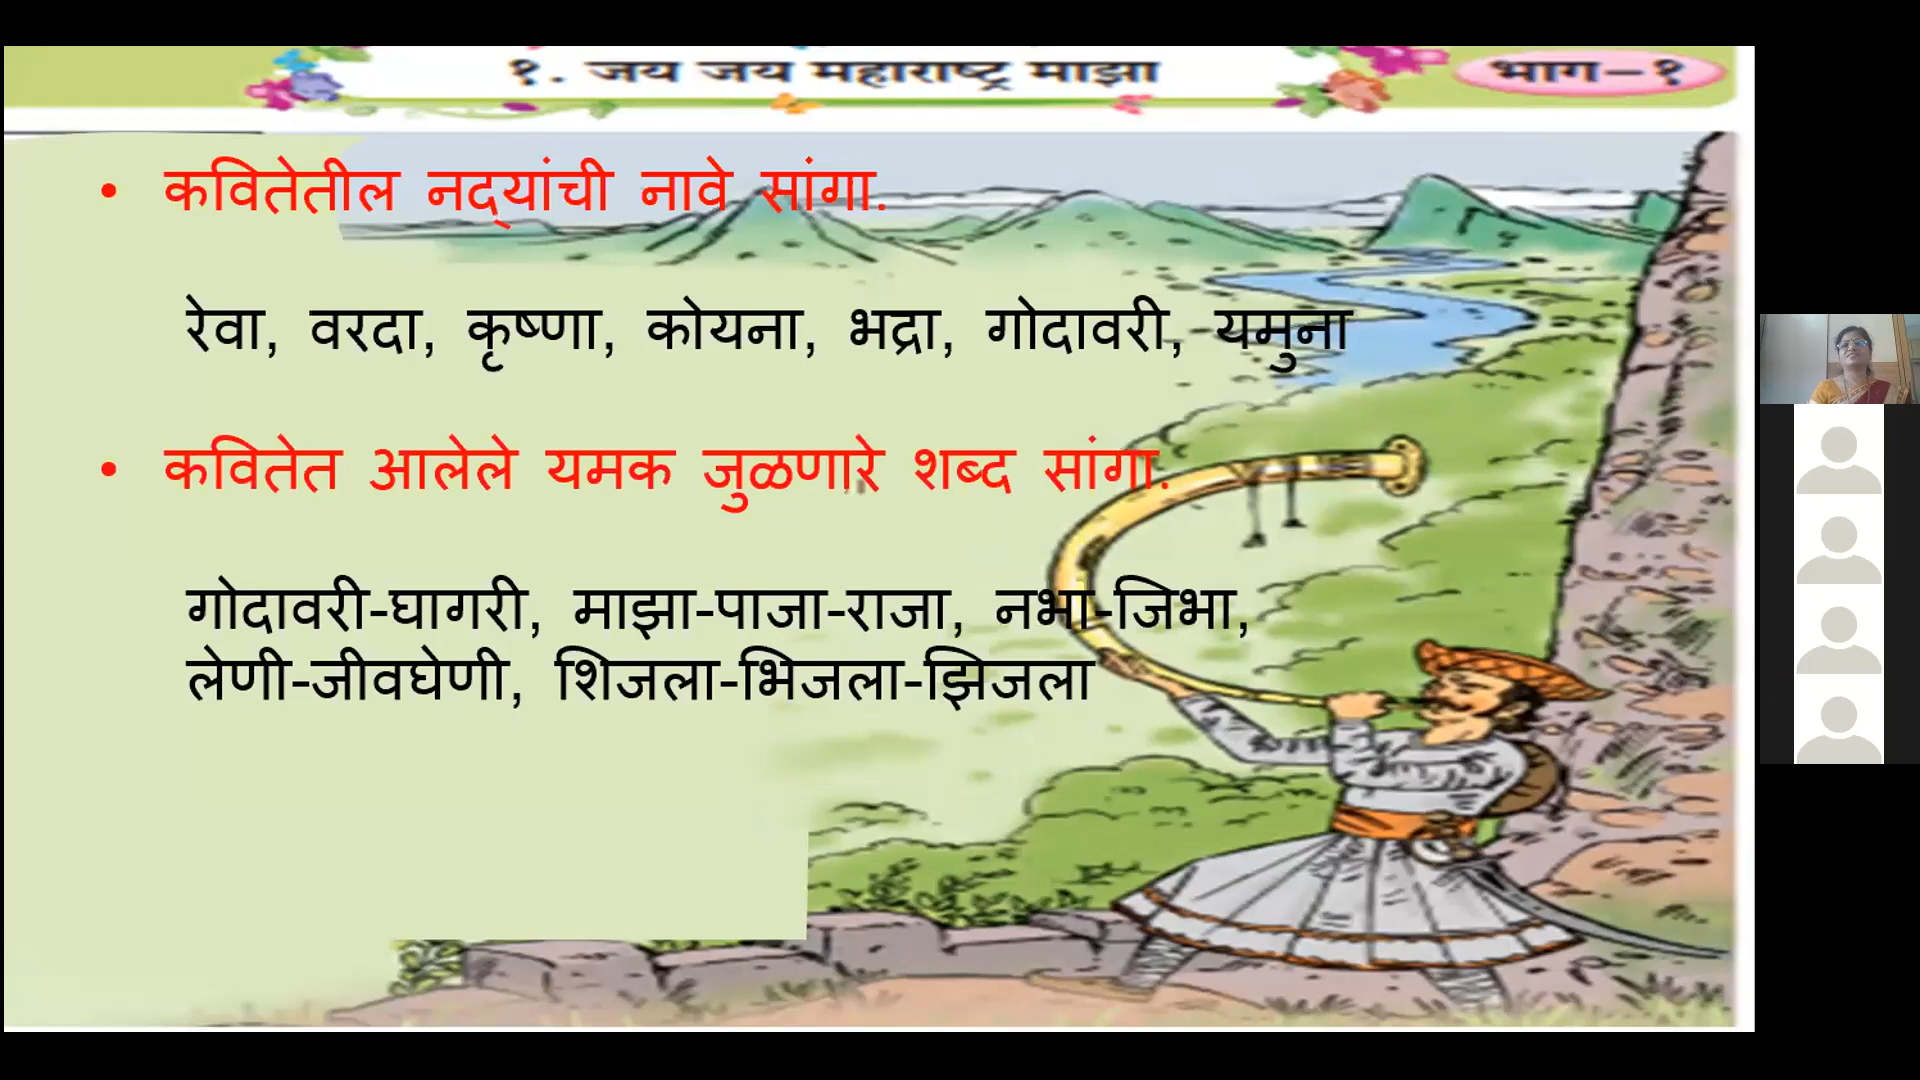 १. जय जय महाराष्ट्र माझा
भाग–१
• कवितेतील नद्यांची नावे सांगा.
रेवा, वरदा, कृष्णा, कोयना, भद्रा, गोदावरी, यमुना
• कवितेत आलेले यमक जुळणारे शब्द सांगा.
गोदावरी-घागरी, माझा-पाजा-राजा, नभा-जिभा,
लेणी-जीवघेणी, शिजला-भिजला-झिजला